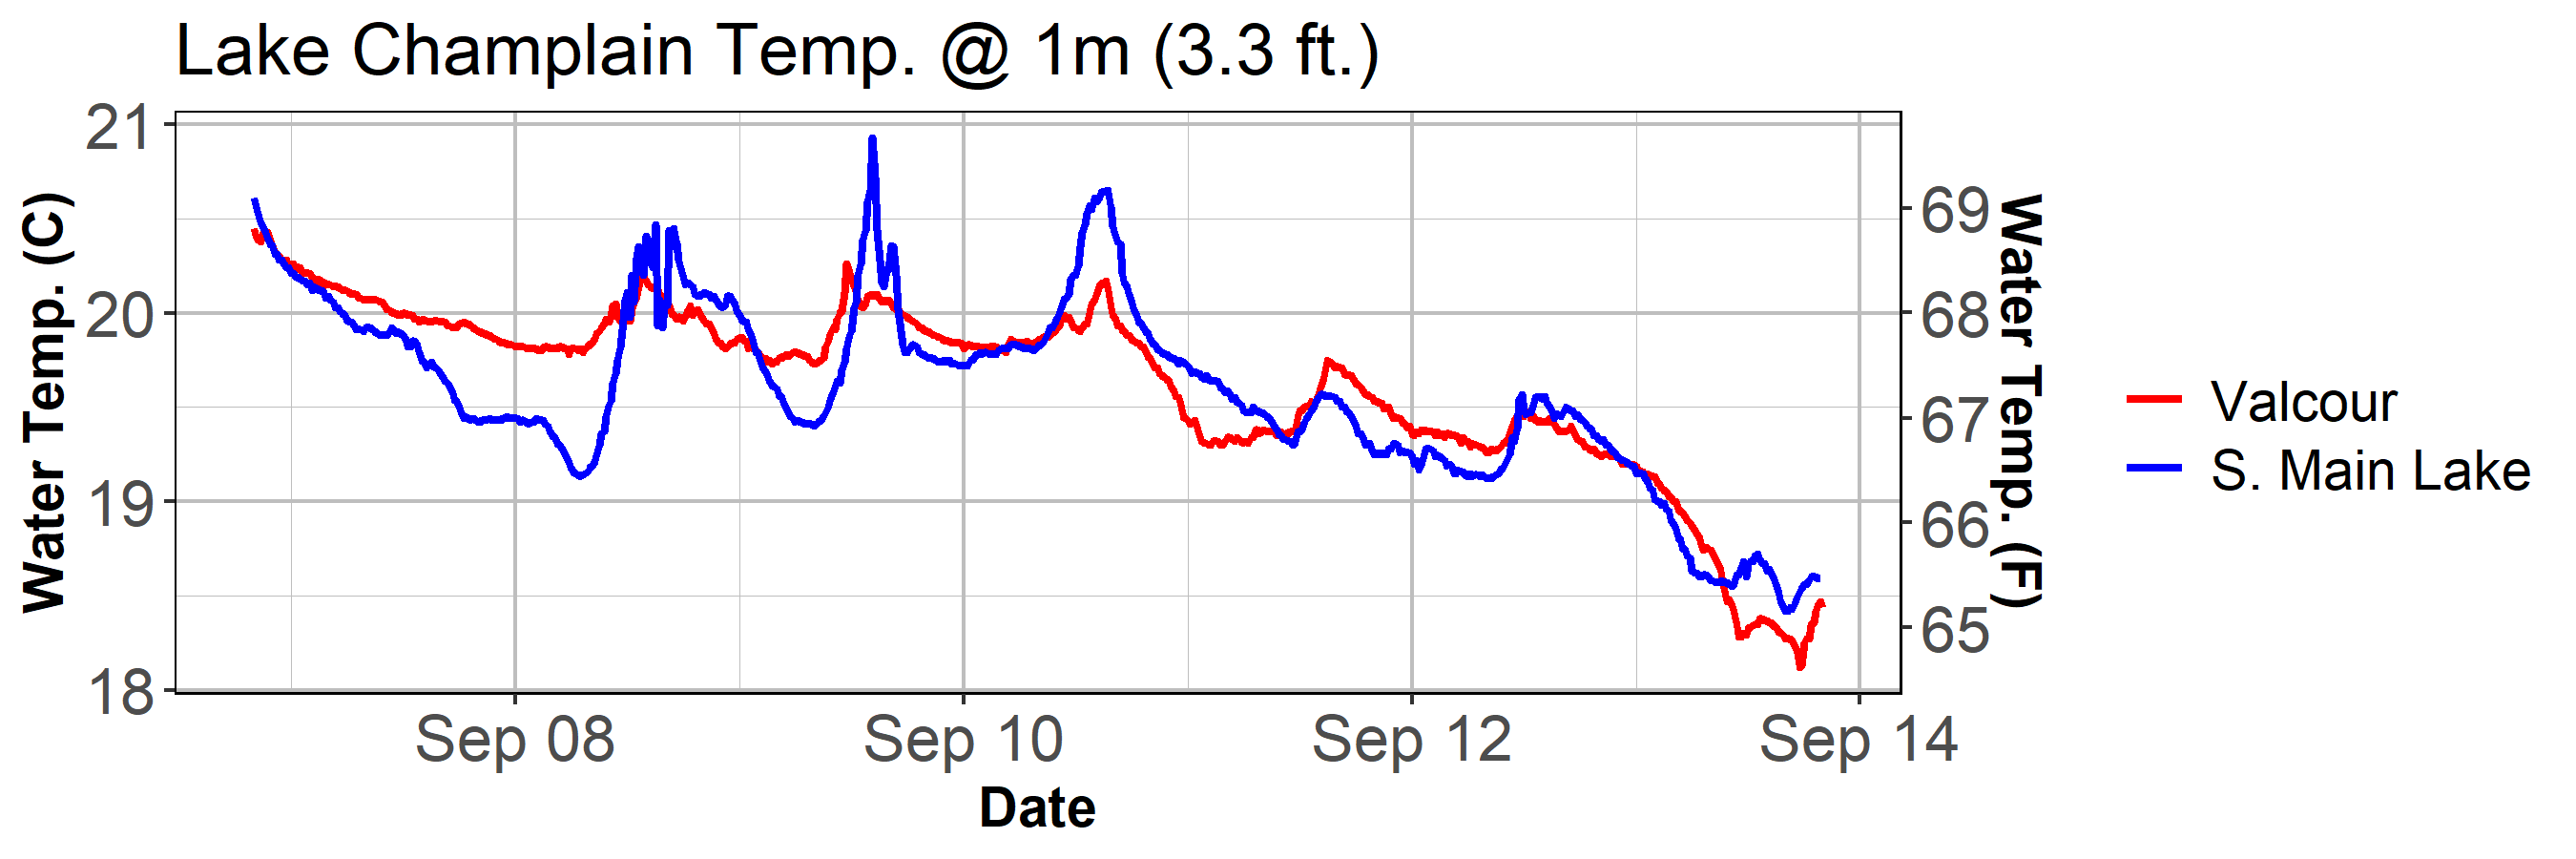 Lake Champlain Temp. @ 1m (3.3 ft.)
Water Temp. (C)
21
20
19
18
69
68
67
66
65
Water Temp. (F)
Sep 08
Sep 10
Sep 12
Sep 14
Date
Valcour
S. Main Lake